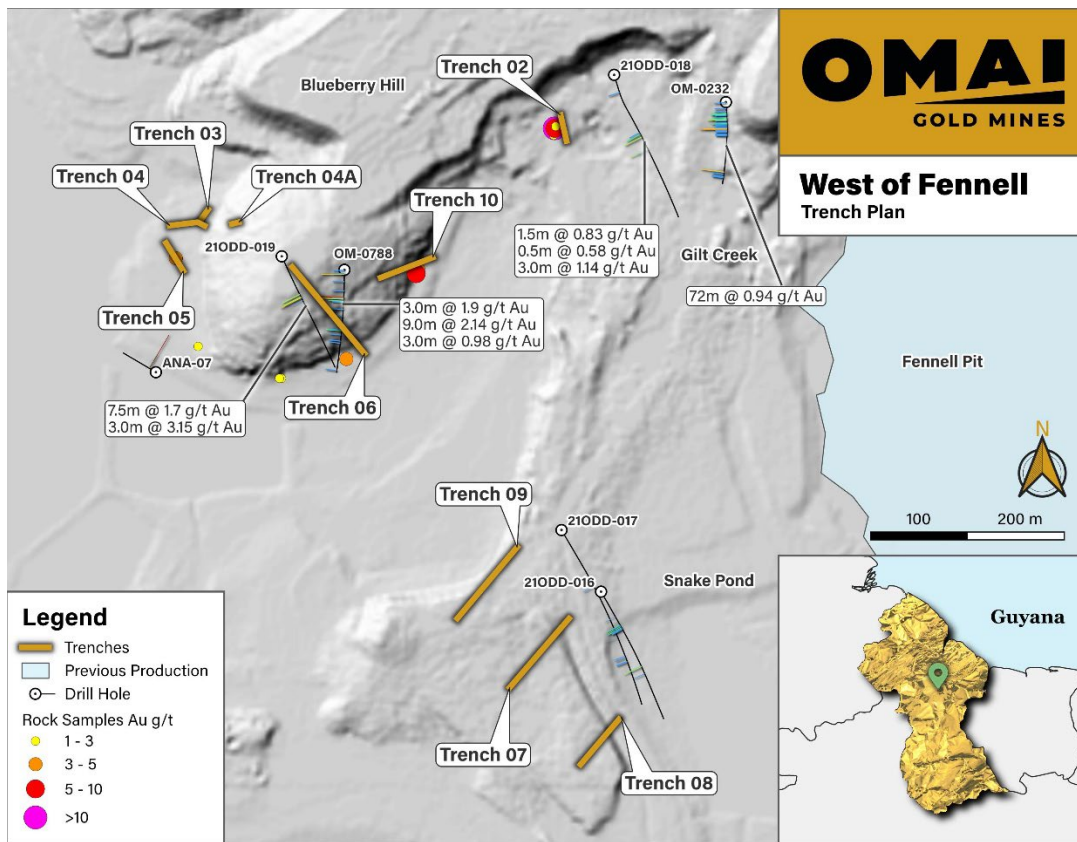 OMAI
GOLD MINES
West of Fennell
Trench Plan
Blueberry Hill
Trench 02
21ODD-018
OM-0232
Trench 03
Trench 04
Trench 04A
Trench 10
21ODD-019
OM-0788
1.5m @ 0.83 g/t Au
0.5m @ 0.58 g/t Au
3.0m @ 1.14 g/t Au
Gilt Creek
72m @ 0.94 g/t Au
Trench 05
3.0m @ 1.9 g/t Au
9.0m @ 2.14 g/t Au
3.0m @ 0.98 g/t Au
ANA-07
Fennell Pit
7.5m @ 1.7 g/t Au
3.0m @ 3.15 g/t Au
Trench 06
N
100 200 m
Trench 09
21ODD-017
21ODD-016
Snake Pond
Trench 07
Trench 08
Legend
Trenches
Previous Production
Drill Hole
Rock Samples Au g/t
1 - 3
3 - 5
5 - 10
>10
Guyana